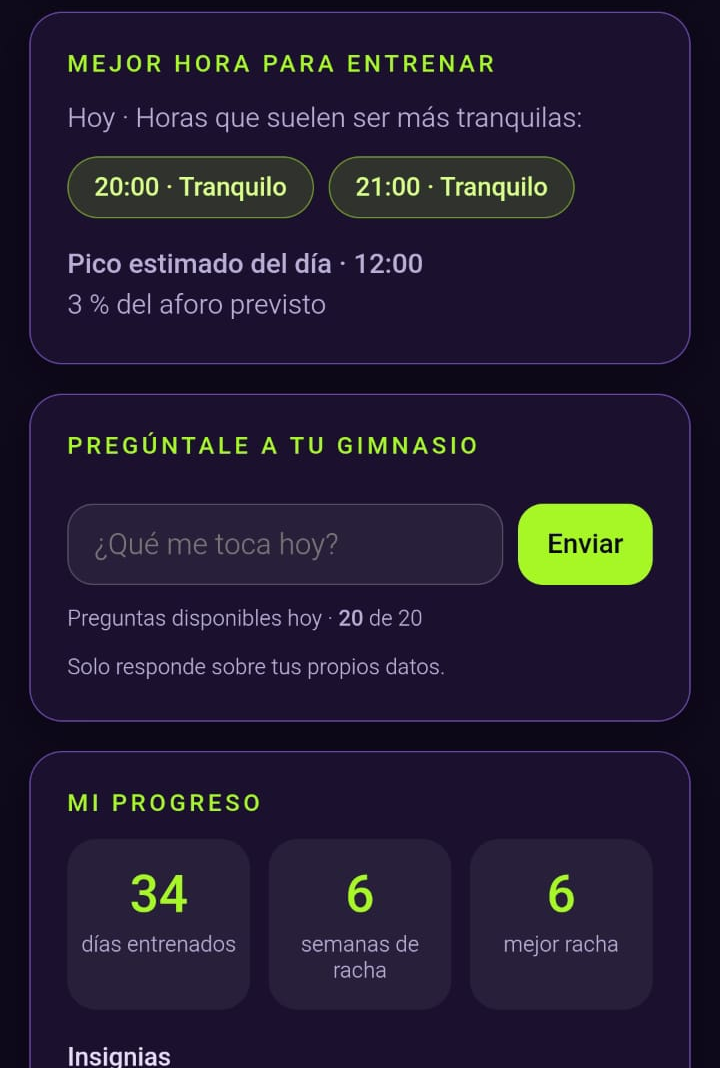 MEJOR HORA PARA ENTRENAR
Hoy · Horas que suelen ser más tranquilas:
20:00 · Tranquilo
21:00 · Tranquilo
Pico estimado del día · 12:00
3 % del aforo previsto
PREGÚNTALE A TU GIMNASIO
¿Qué me toca hoy?
Enviar
Preguntas disponibles hoy · 20 de 20
Solo responde sobre tus propios datos.
MI PROGRESO
34
días entrenados
6
semanas de
racha
6
mejor racha
Insignias